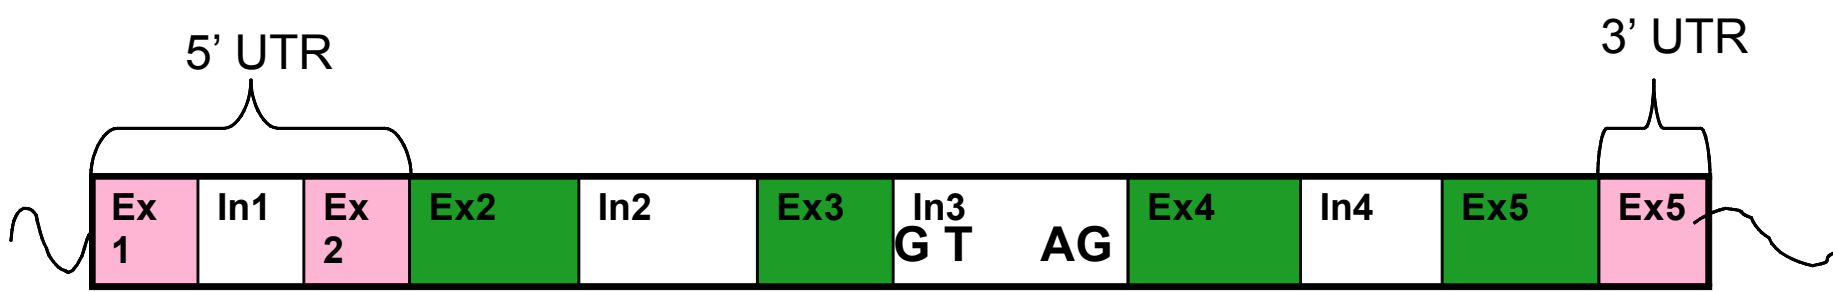 5’ UTR
3’ UTR
Ex
1
In1
Ex
2
Ex2
In2
Ex3
In3
G T AG
Ex4
In4
Ex5
Ex5